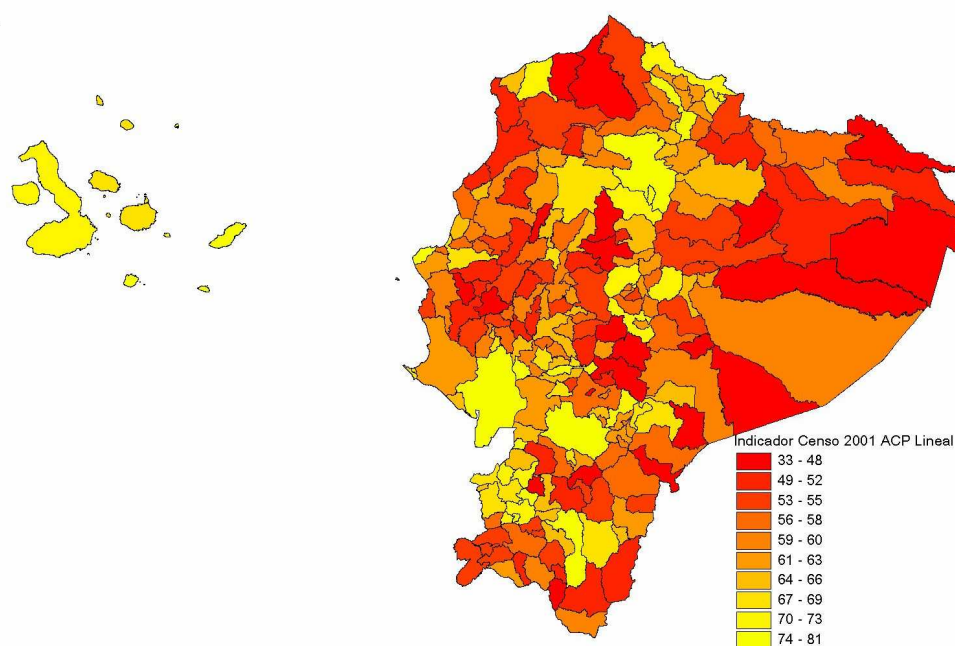 Indicador Censo 2001 ACP Lineal
33 - 48
49 - 52
53 - 55
56 - 58
59 - 60
61 - 63
64 - 66
67 - 69
70 - 73
74 - 81